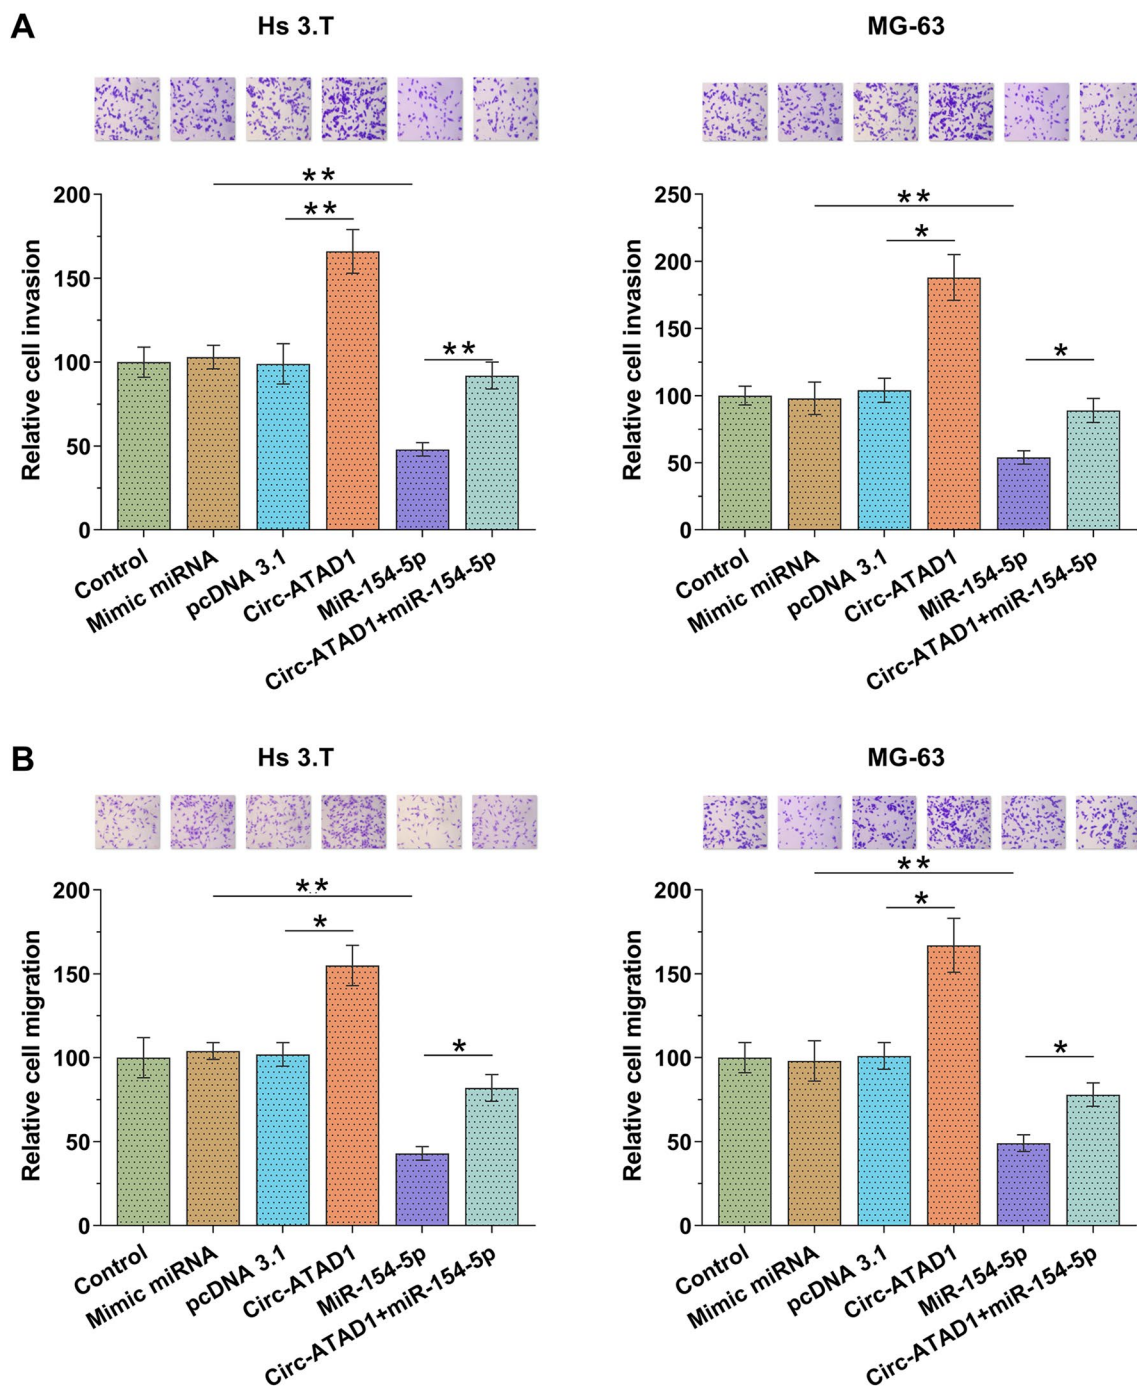 A
Hs 3.T
MG-63
**
**
**
200
150
100
50
0
Relative cell invasion
Control
Mimic miRNA
pcDNA 3.1
Circ-ATAD1
MiR-154-5p
Circ-ATAD1+miR-154-5p
**
*
*
250
200
150
100
50
0
Relative cell invasion
Control
Mimic miRNA
pcDNA 3.1
Circ-ATAD1
MiR-154-5p
Circ-ATAD1+miR-154-5p
B
Hs 3.T
MG-63
**
*
*
200
150
100
50
0
Relative cell migration
Control
Mimic miRNA
pcDNA 3.1
Circ-ATAD1
MiR-154-5p
Circ-ATAD1+miR-154-5p
**
*
*
200
150
100
50
0
Relative cell migration
Control
Mimic miRNA
pcDNA 3.1
Circ-ATAD1
MiR-154-5p
Circ-ATAD1+miR-154-5p